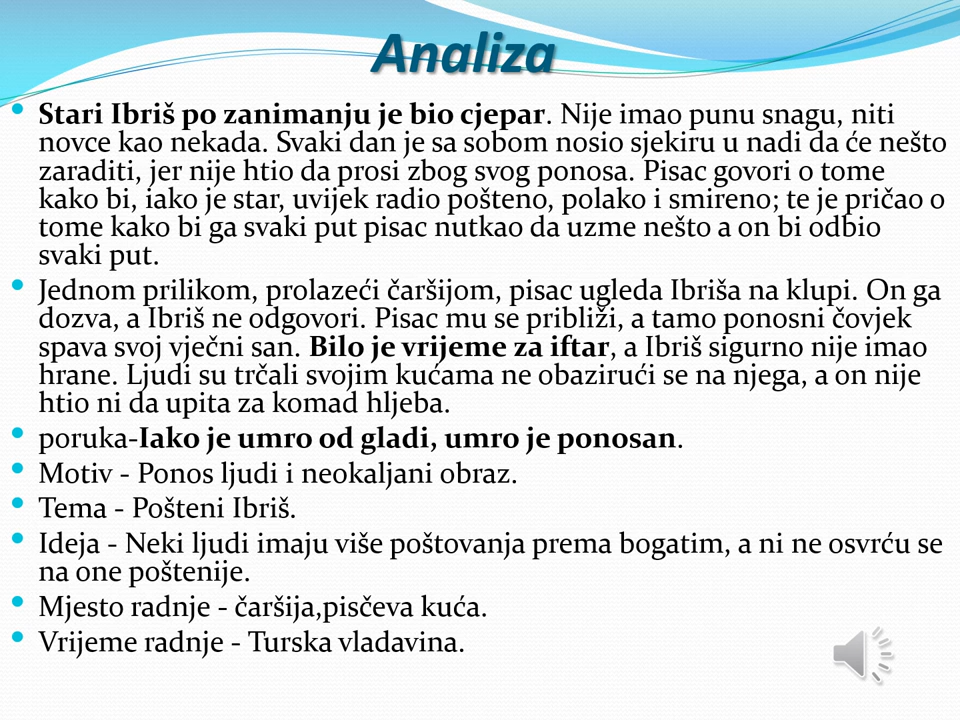 Analiza
• Stari Ibriš po zanimanju je bio cjepar. Nije imao punu snagu, niti
novce kao nekada. Svaki dan je sa sobom nosio sjekiru u nadi da će nešto
zaraditi, jer nije htio da prosi zbog svog ponosa. Pisac govori o tome
kako bi, iako je star, uvijek radio pošteno, polako i smireno; te je pričao o
tome kako bi ga svaki put pisac nutkao da uzme nešto a on bi odbio
svaki put.
• Jednom prilikom, prolazeći čaršijom, pisac ugleda Ibriša na klupi. On ga
dozva, a Ibriš ne odgovori. Pisac mu se približi, a tamo ponosni čovjek
spava svoj vječni san. Bilo je vrijeme za iftar, a Ibriš sigurno nije imao
hrane. Ljudi su trčali svojim kućama ne obazirući se na njega, a on nije
htio ni da upita za komad hljeba.
• poruka-Iako je umro od gladi, umro je ponosan.
• Motiv - Ponos ljudi i neokaljani obraz.
• Tema - Pošteni Ibriš.
• Ideja - Neki ljudi imaju više poštovanja prema bogatim, a ni ne osvrću se
na one poštenije.
• Mjesto radnje - čaršija,pisčeva kuća.
• Vrijeme radnje - Turska vladavina.